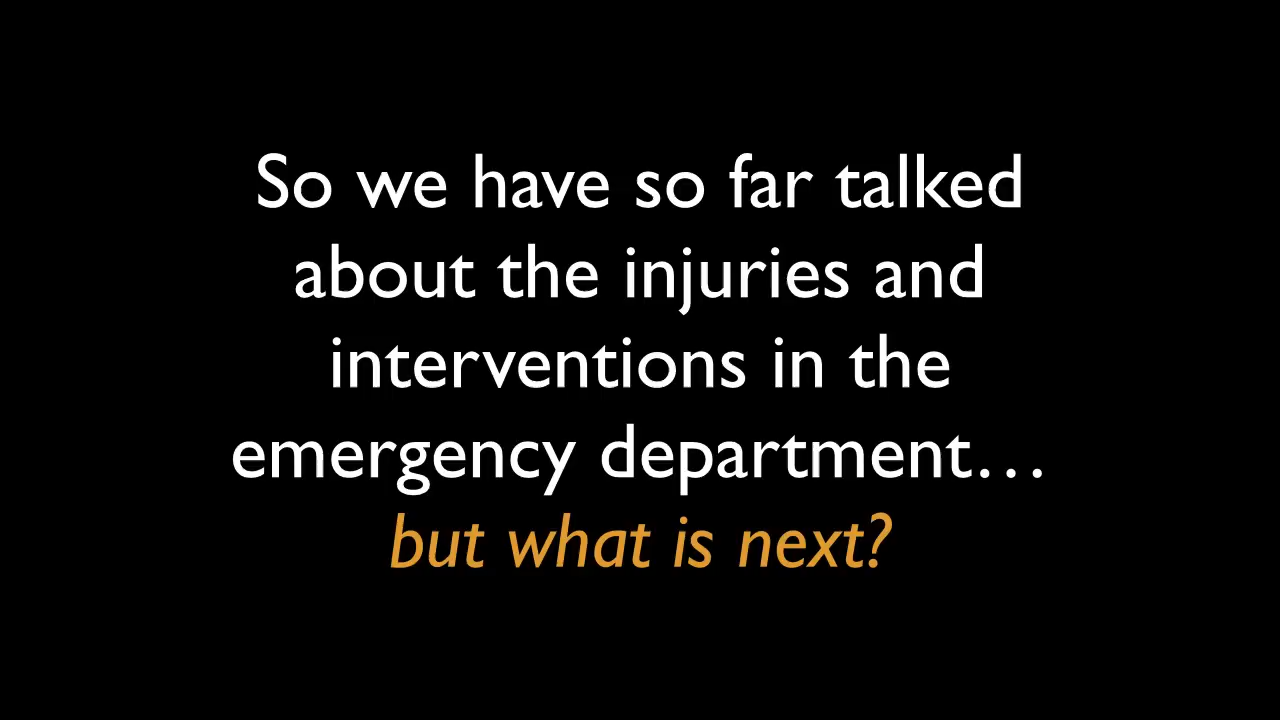 So we have so far talked
about the injuries and
interventions in the
emergency department…
but what is next?